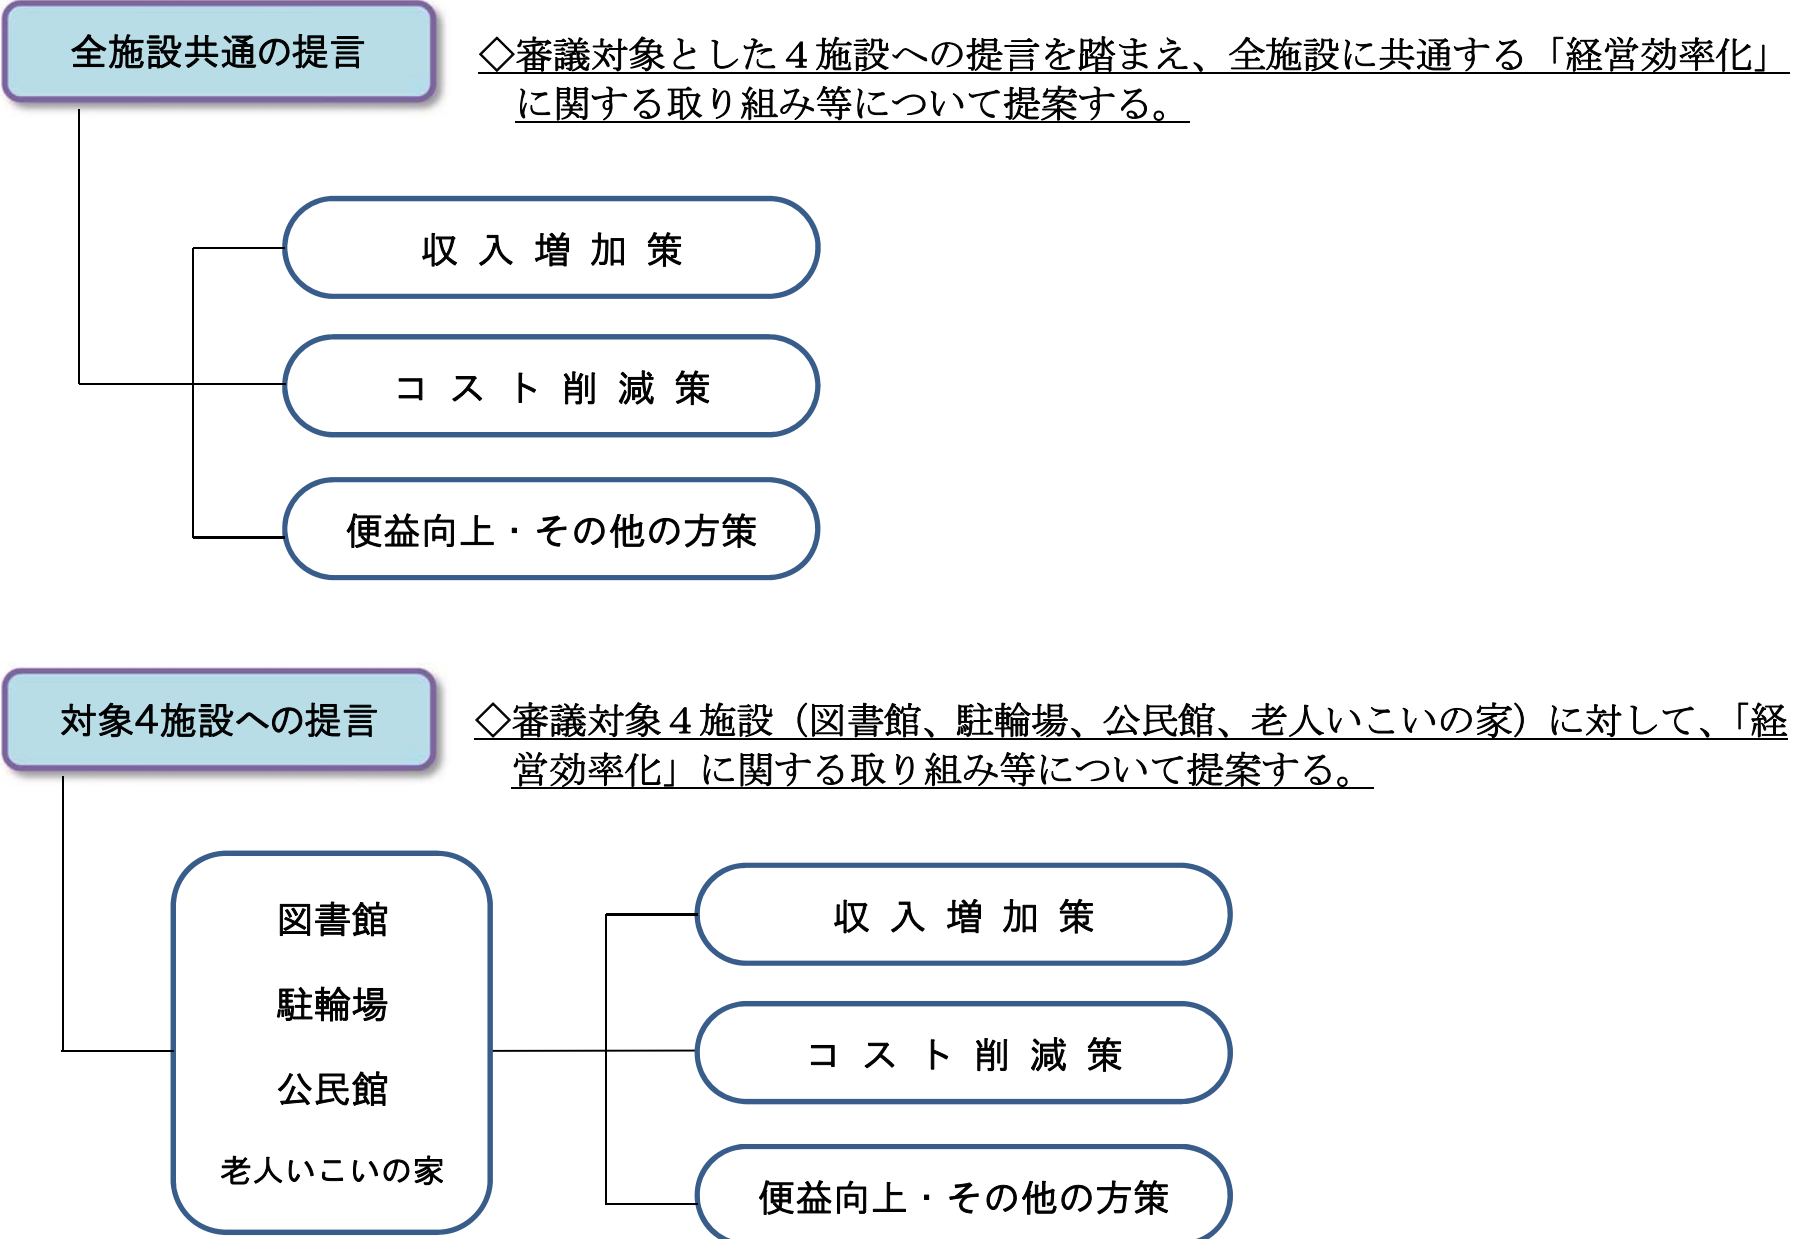 全施設共通の提言
◇審議対象とした４施設への提言を踏まえ、全施設に共通する「経営効率化」
に関する取り組み等について提案する。
収 入 増 加 策
コ ス ト 削 減 策
便益向上・その他の方策
対象4施設への提言
◇審議対象４施設（図書館、駐輪場、公民館、老人いこいの家）に対して、「経
営効率化」に関する取り組み等について提案する。
図書館
駐輪場
公民館
老人いこいの家
収 入 増 加 策
コ ス ト 削 減 策
便益向上・その他の方策